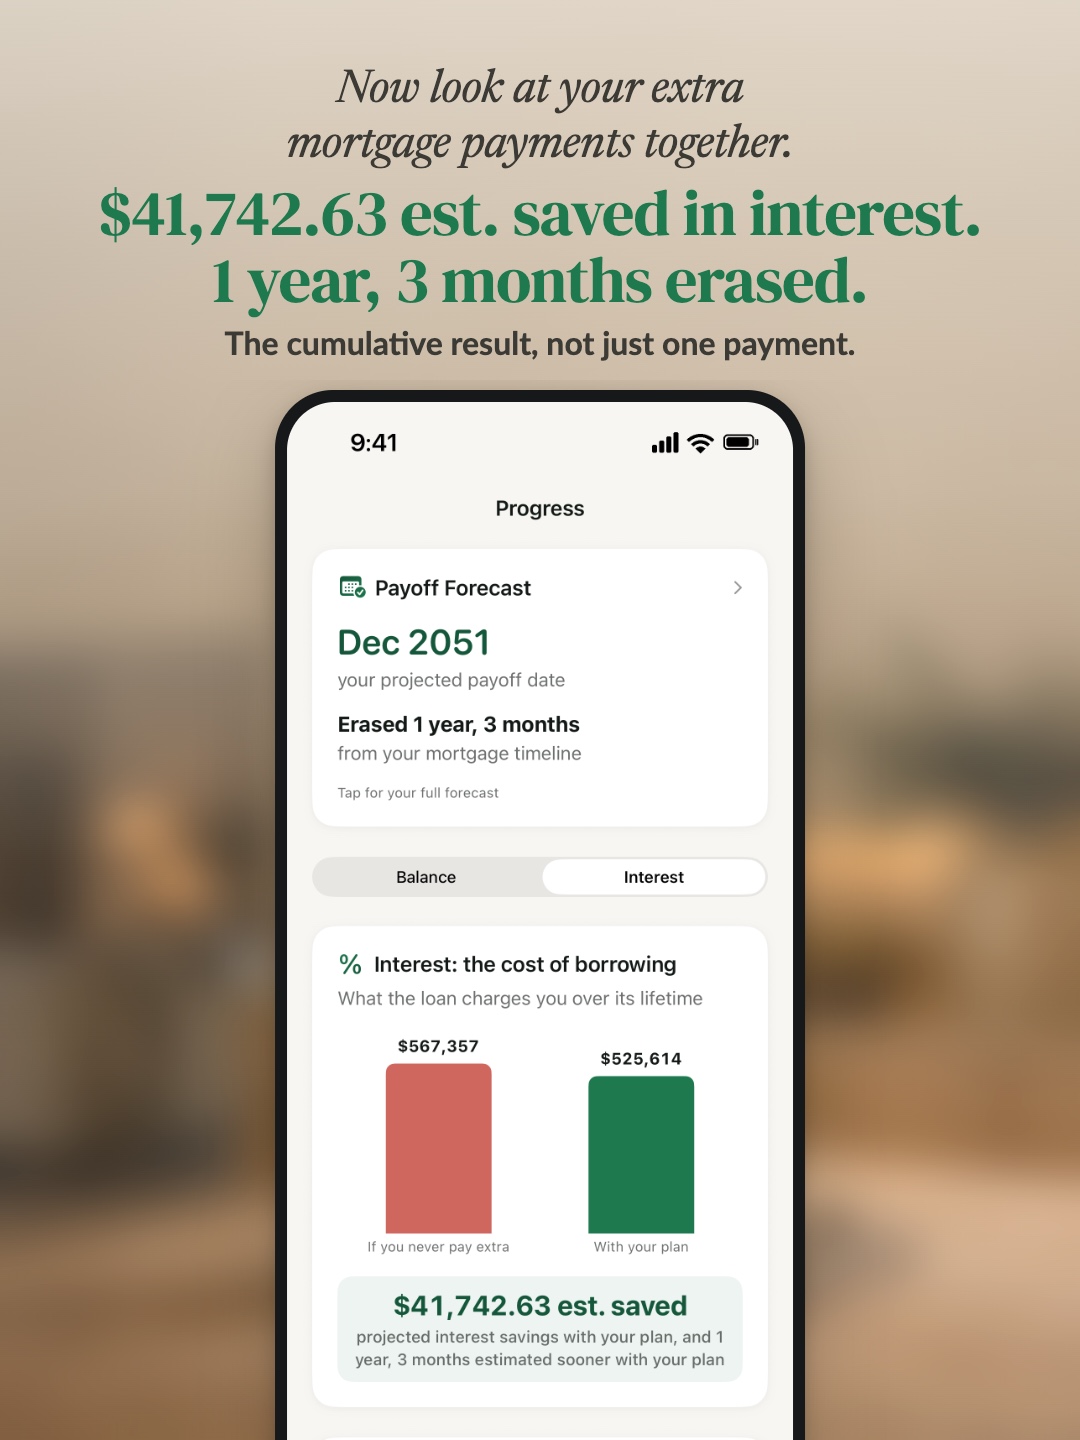 Now look at your extra
mortgage payments together.
$41,742.63 est. saved in interest.
1 year, 3 months erased.
The cumulative result, not just one payment.
9:41
Progress
Payoff Forecast
Dec 2051
your projected payoff date
Erased 1 year, 3 months
from your mortgage timeline
Tap for your full forecast
Balance Interest
% Interest: the cost of borrowing
What the loan charges you over its lifetime
$567,357
$525,614
If you never pay extra With your plan
$41,742.63 est. saved
projected interest savings with your plan, and 1
year, 3 months estimated sooner with your plan